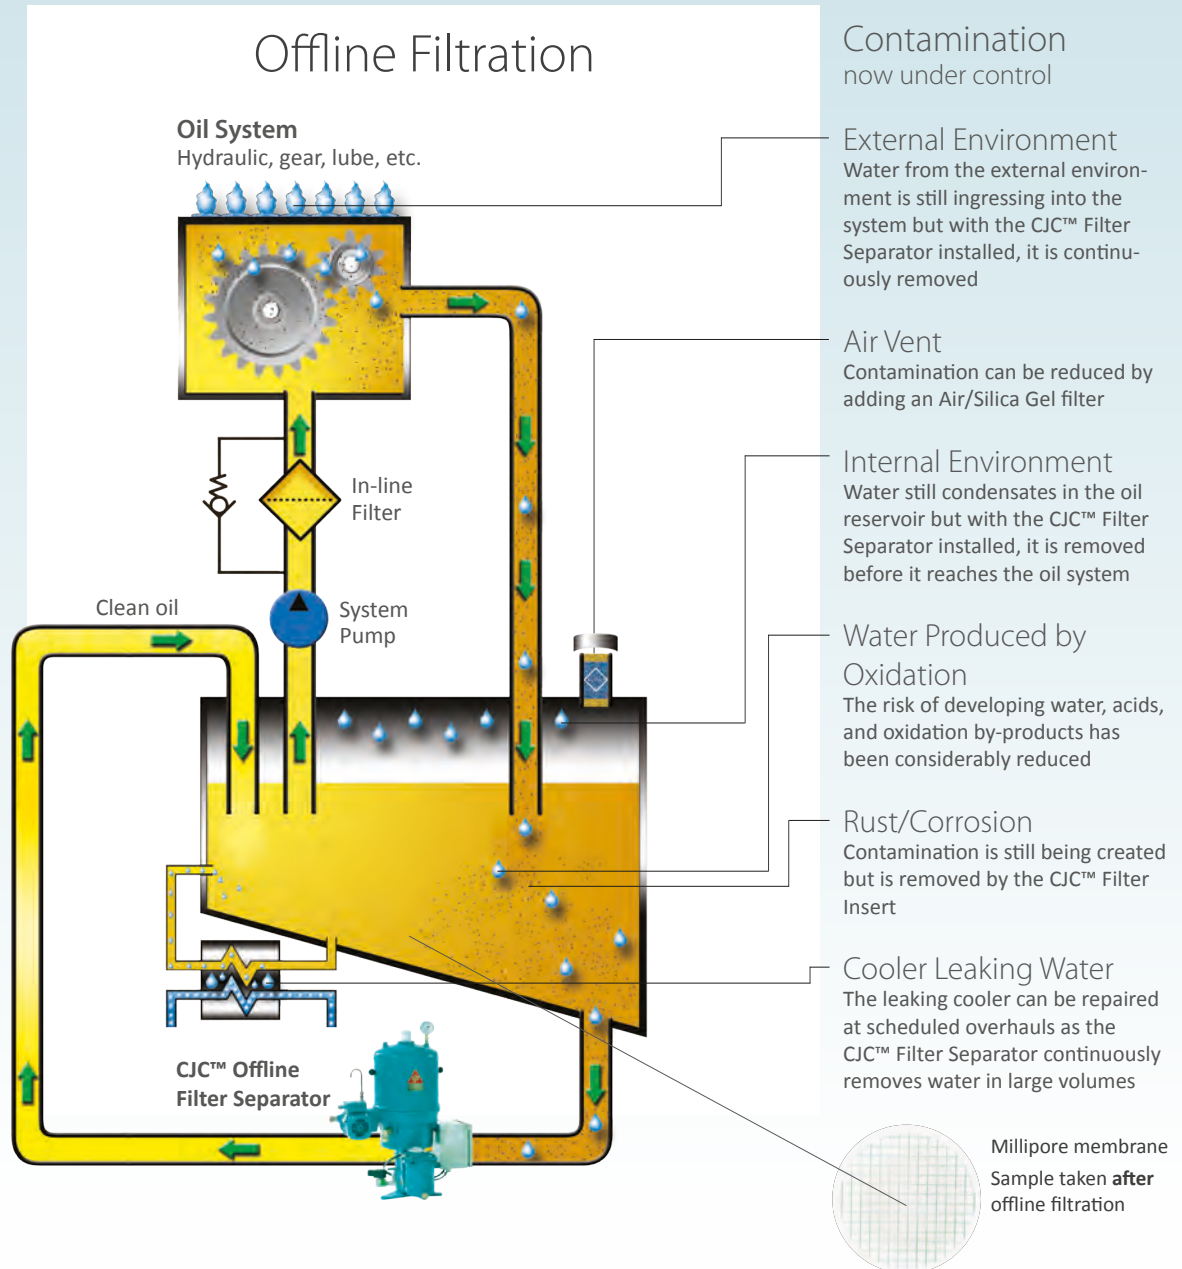 Offline Filtration
Oil System
Hydraulic, gear, lube, etc.
In-line
Filter
Clean oil
System
Pump
CJC™ Offline
Filter Separator
Contamination
now under control
External Environment
Water from the external environ-
ment is still ingressing into the
system but with the CJC™ Filter
Separator installed, it is continu-
ously removed
Air Vent
Contamination can be reduced by
adding an Air/Silica Gel filter
Internal Environment
Water still condensates in the oil
reservoir but with the CJC™ Filter
Separator installed, it is removed
before it reaches the oil system
Water Produced by
Oxidation
The risk of developing water, acids,
and oxidation by-products has
been considerably reduced
Rust/Corrosion
Contamination is still being created
but is removed by the CJC™ Filter
Insert
Cooler Leaking Water
The leaking cooler can be repaired
at scheduled overhauls as the
CJC™ Filter Separator continuously
removes water in large volumes
Millipore membrane
Sample taken after
offline filtration